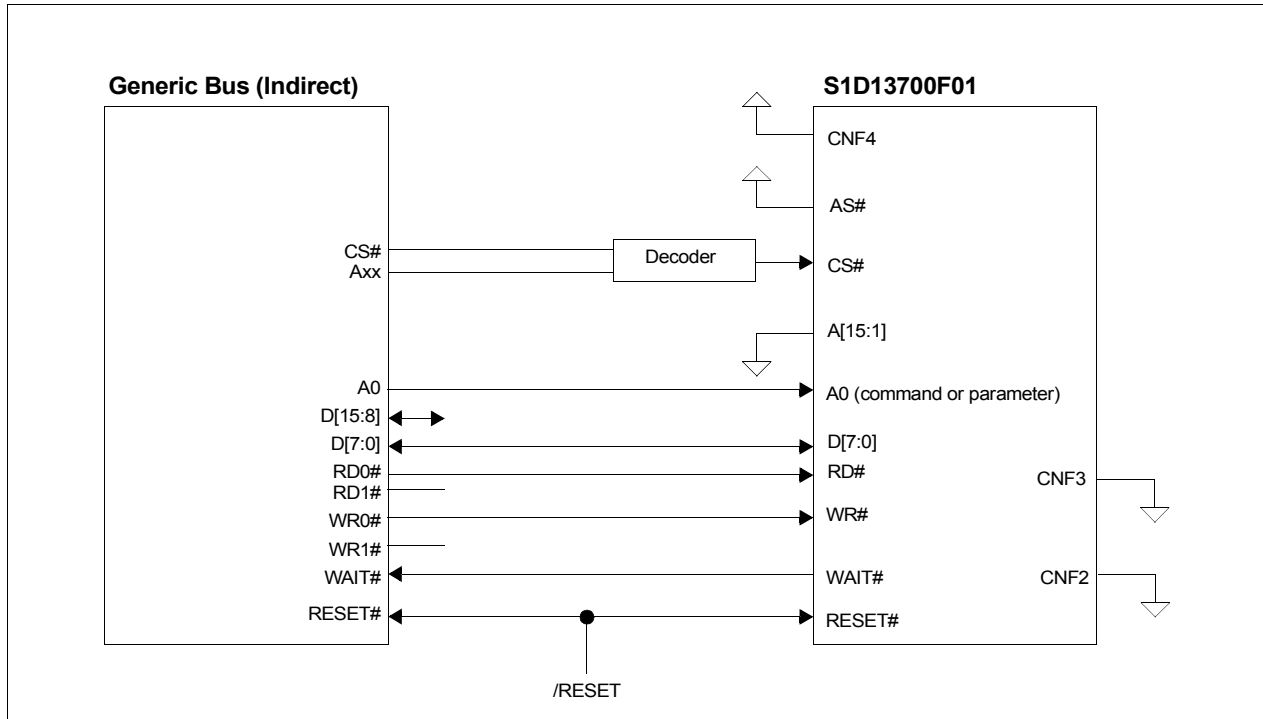 Generic Bus (Indirect)
S1D13700F01
CNF4
AS#
CS#
Axx
Decoder
CS#
A[15:1]
A0
A0 (command or parameter)
D[15:8]
D[7:0]
D[7:0]
RD0#
RD#
RD1#
CNF3
WR0#
WR#
WR1#
WAIT#
WAIT#
CNF2
RESET#
RESET#
/RESET